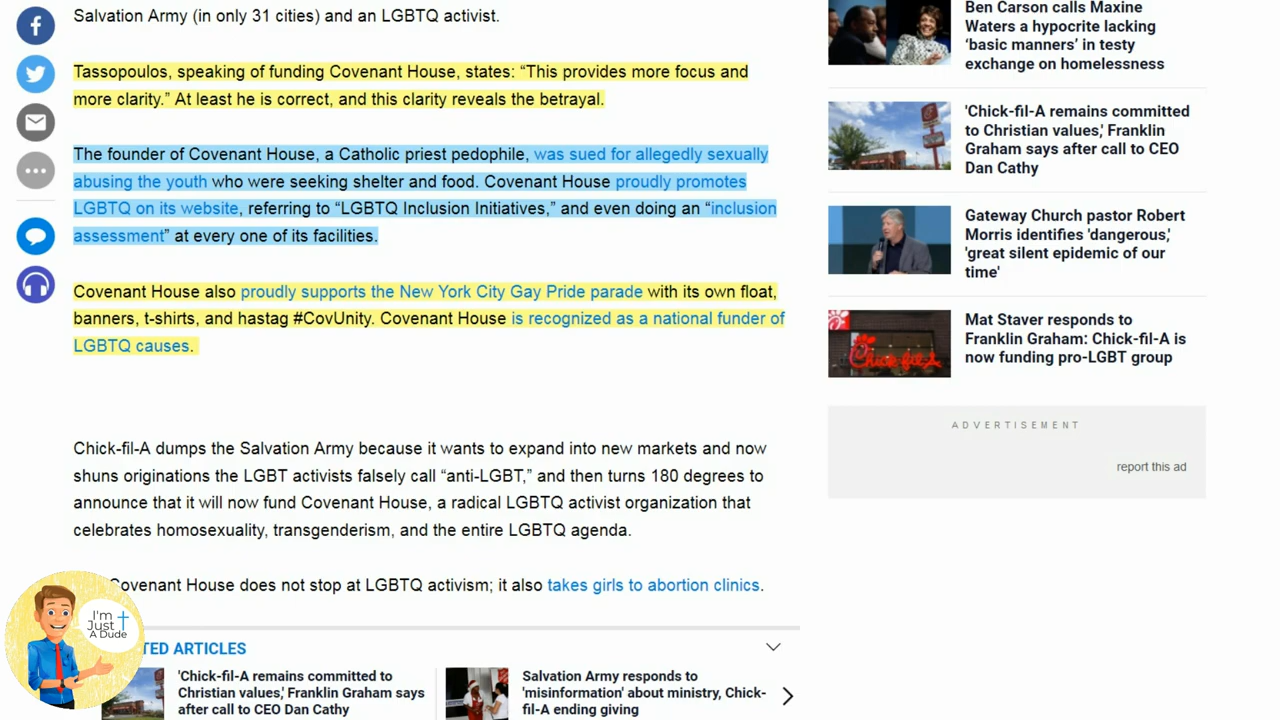 Salvation Army (in only 31 cities) and an LGBTQ activist.
Tassopoulos, speaking of funding Covenant House, states: “This provides more focus and
more clarity.” At least he is correct, and this clarity reveals the betrayal.
The founder of Covenant House, a Catholic priest pedophile, was sued for allegedly sexually
abusing the youth who were seeking shelter and food. Covenant House proudly promotes
LGBTQ on its website, referring to “LGBTQ Inclusion Initiatives,” and even doing an “inclusion
assessment” at every one of its facilities.
Covenant House also proudly supports the New York City Gay Pride parade with its own float,
banners, t-shirts, and hastag #CovUnity. Covenant House is recognized as a national funder of
LGBTQ causes.
Chick-fil-A dumps the Salvation Army because it wants to expand into new markets and now
shuns originations the LGBT activists falsely call “anti-LGBT,” and then turns 180 degrees to
announce that it will now fund Covenant House, a radical LGBTQ activist organization that
celebrates homosexuality, transgenderism, and the entire LGBTQ agenda.
Covenant House does not stop at LGBTQ activism; it also takes girls to abortion clinics.
I'm
Just
A Dude
TED ARTICLES
'Chick-fil-A remains committed to
Christian values,' Franklin Graham says
after call to CEO Dan Cathy
Salvation Army responds to
'misinformation' about ministry, Chick-
fil-A ending giving
Ben Carson calls Maxine
Waters a hypocrite lacking
‘basic manners’ in testy
exchange on homelessness
'Chick-fil-A remains committed
to Christian values,' Franklin
Graham says after call to CEO
Dan Cathy
Gateway Church pastor Robert
Morris identifies 'dangerous,'
'great silent epidemic of our
time'
Mat Staver responds to
Franklin Graham: Chick-fil-A is
now funding pro-LGBT group
Chick-fil-A
ADVERTISEMENT
report this ad